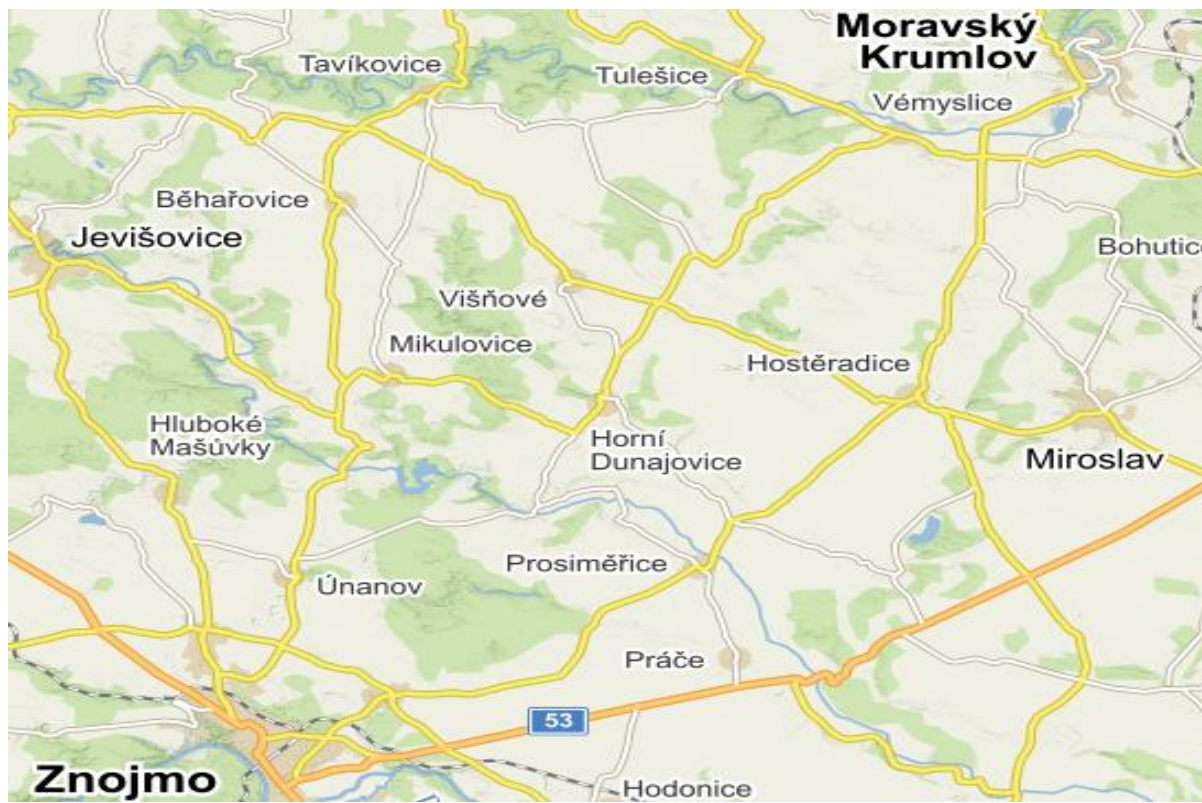 Moravský
Krumlov
Tavíkovice
Tulešice
Vémyslice
Běhařovice
Jevišovice
Bohutice
Višňové
Mikulovice
Hostěradice
Hluboké
Mašůvky
Horní
Dunajovice
Miroslav
Prosiměřice
Únanov
Práče
53
Znojmo
Hodonice